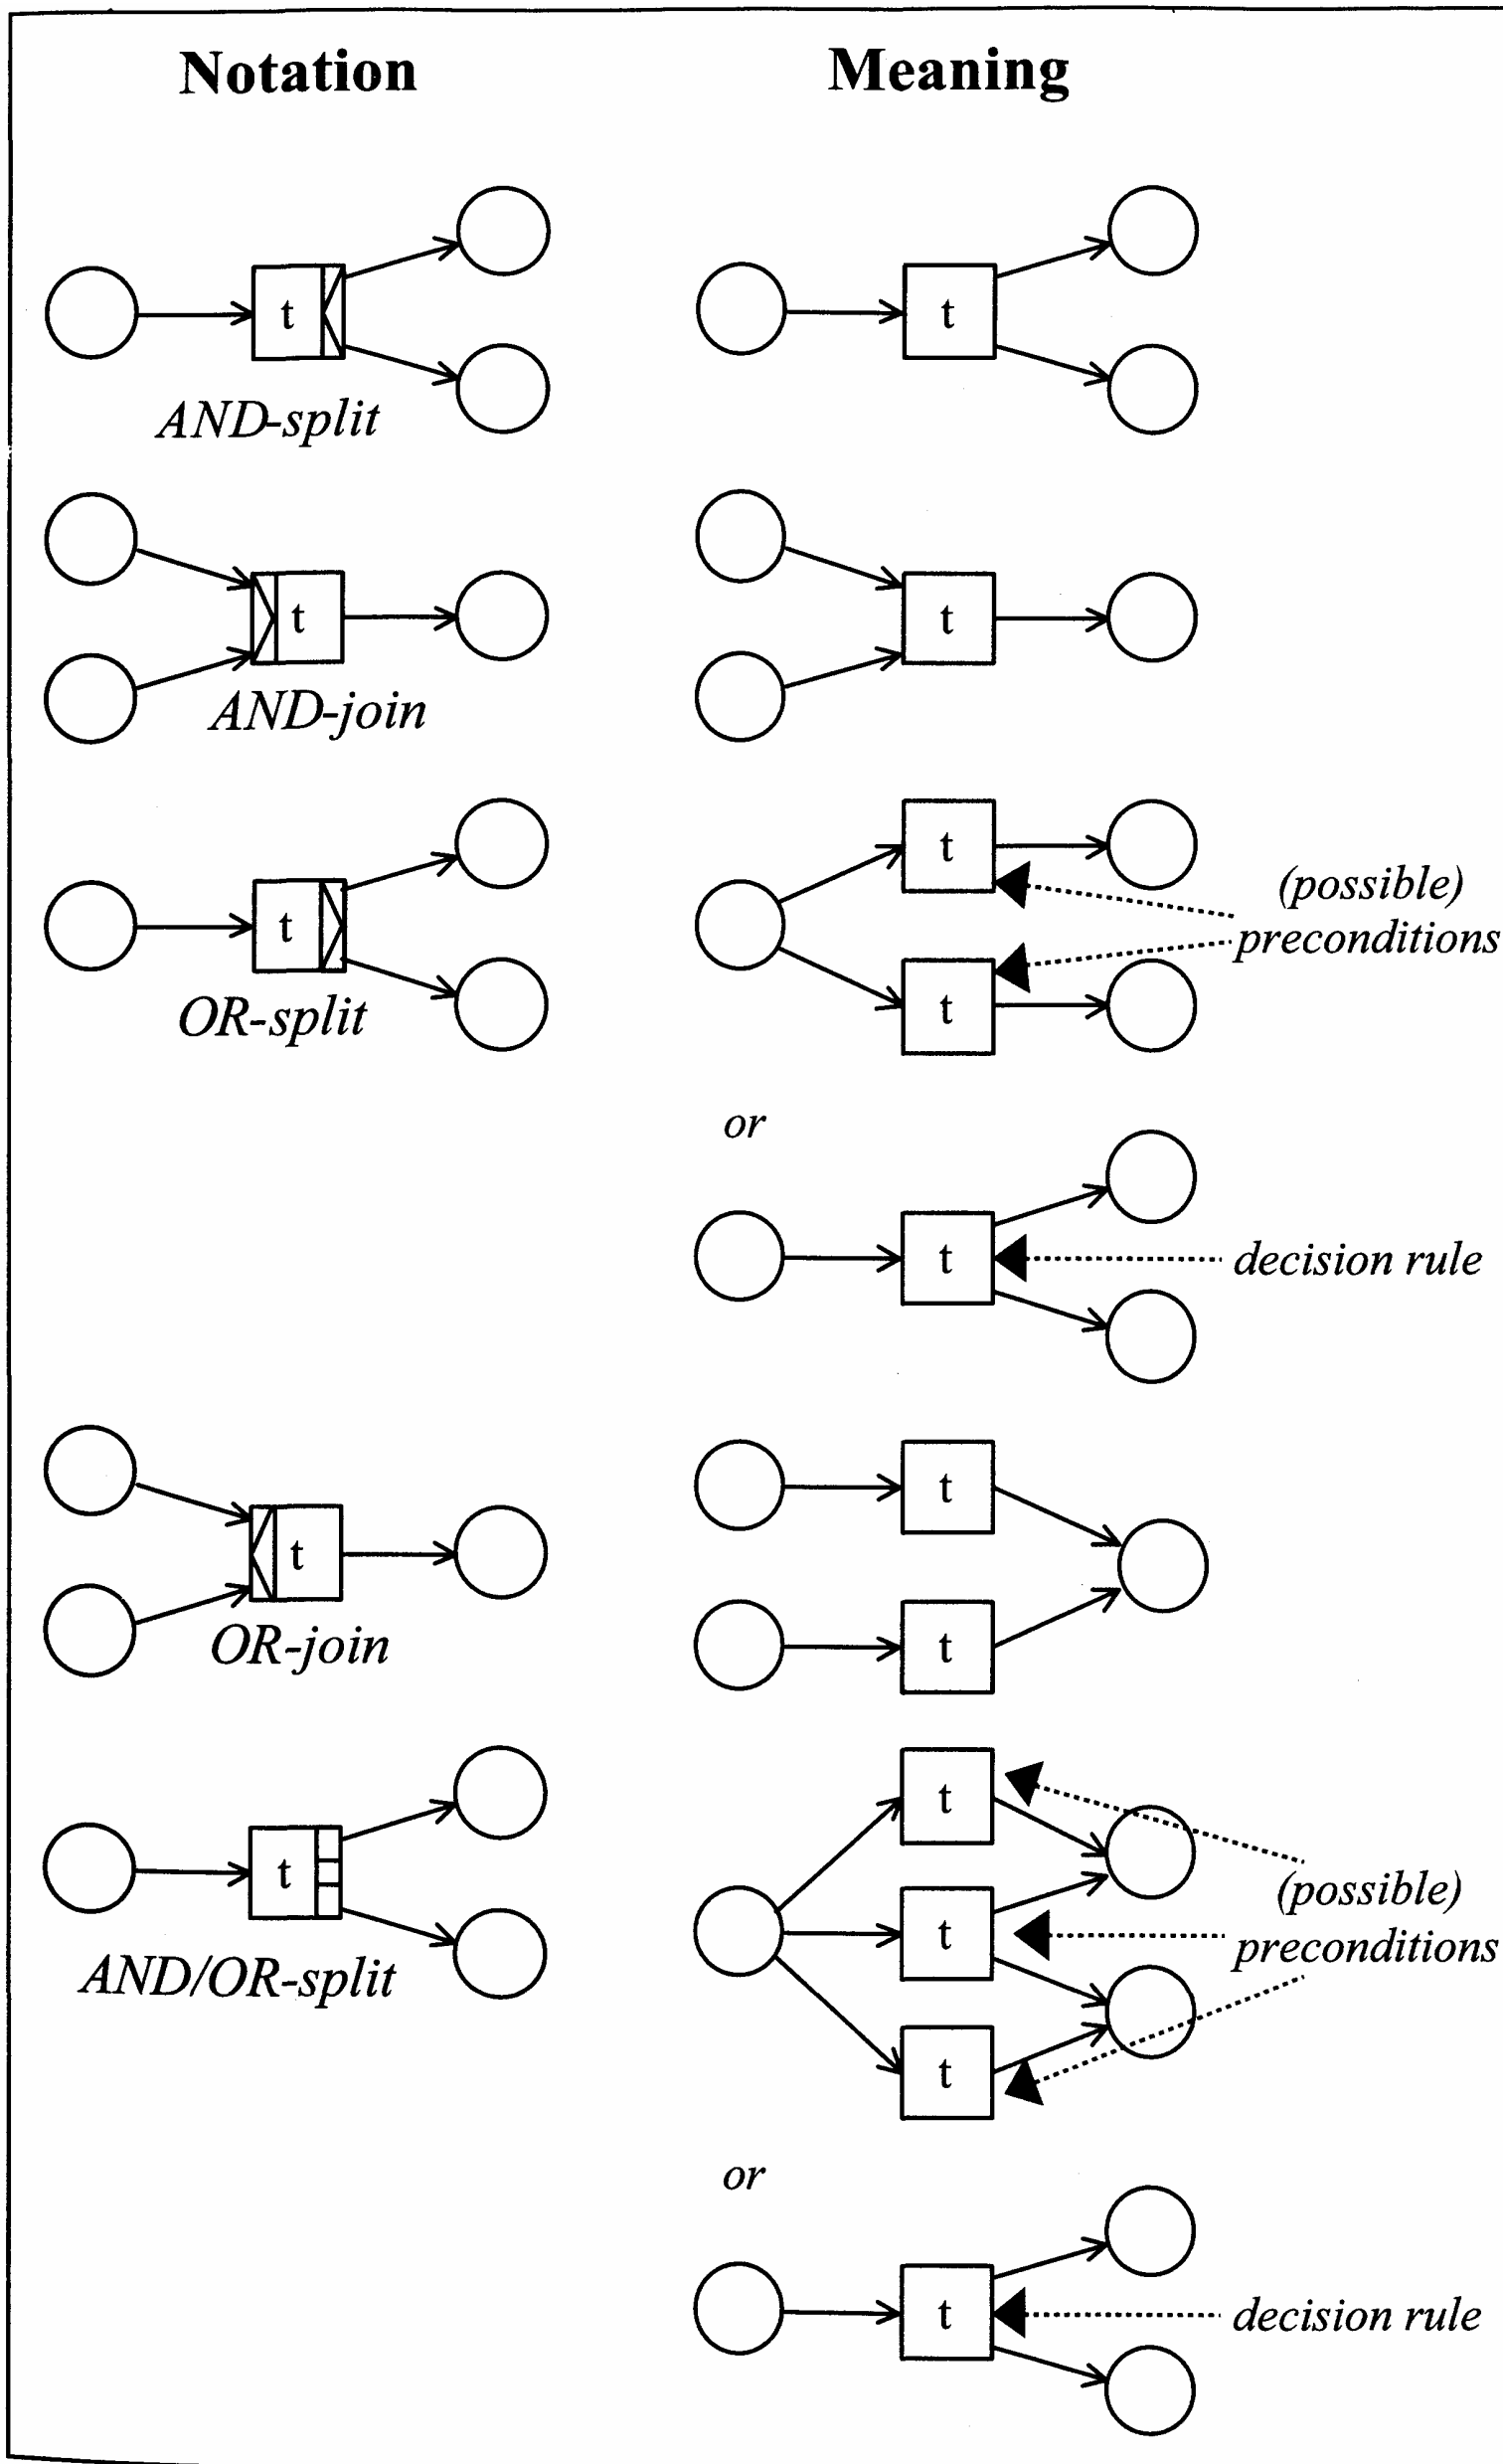 Notation Meaning
t t
AND-split
t t
AND-join
t
(possible)
t
preconditions
t
OR-split
or
t decision rule
t
t
OR-join
t
t
(possible)
t t
preconditions
AND/OR-split
t
or
t decision rule